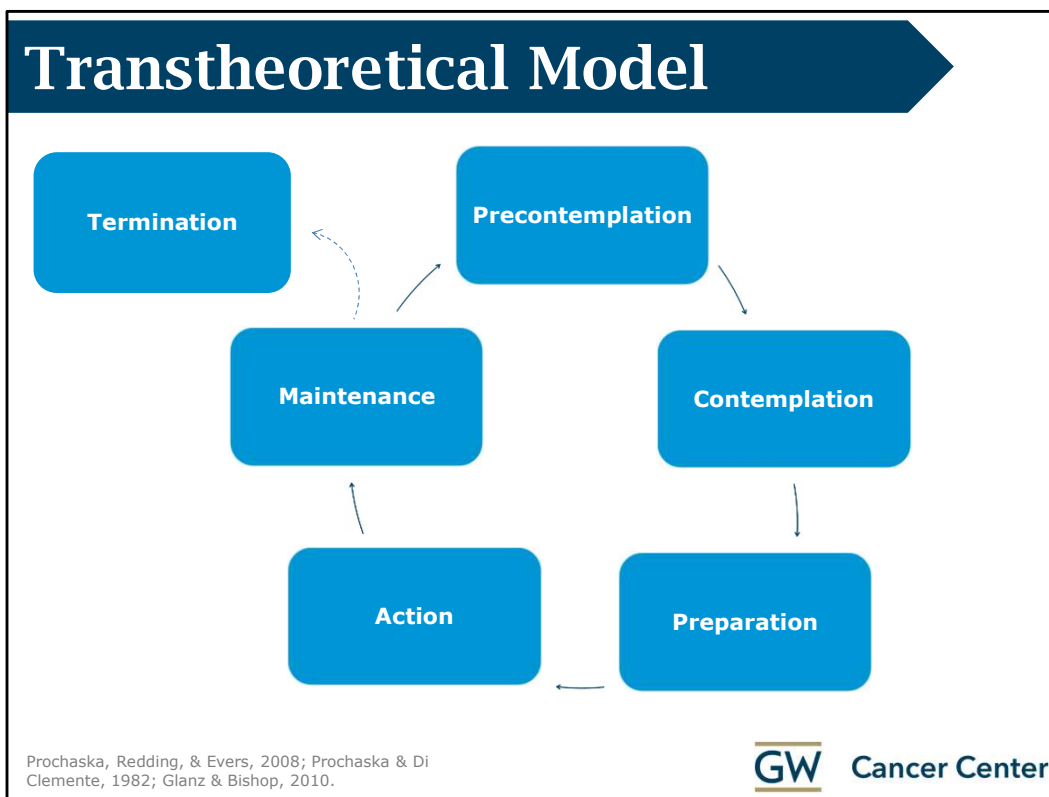 Transtheoretical Model
Termination
Precontemplation
Maintenance
Contemplation
Action
Preparation
Prochaska, Redding, & Evers, 2008; Prochaska & Di
Clemente, 1982; Glanz & Bishop, 2010.
GW Cancer Center